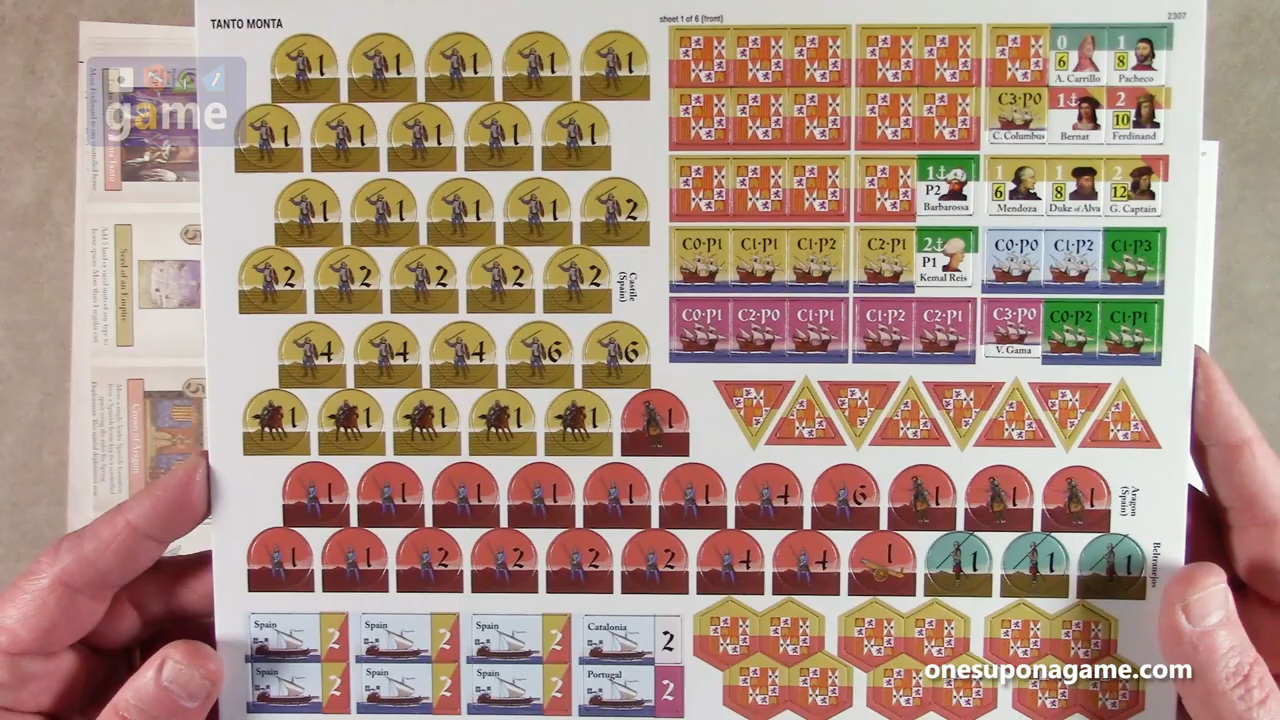 TANTO MONTA
sheet 1 of 6 (front)
2307
game
1 1 1 1 1
1 1 1 1 1
1 1 1 1 2
2 2 2 2 2
Castle
(Spain)
4 4 4 6 6
1 1 1 1 1 1
1 1 1 1 1 1 4 6 1 1 1
Aragon
(Spain)
1 1 2 2 2 2 4 4 1 1 1 1
Beltranejos
Spain 2 Spain 2 Spain 2 Catalonia 2
Spain 2 Spain 2 Spain 2 Portugal 2
0 6 A. Carrillo
1 8 Pacheco
C3·P0 C. Columbus
1 Bernat
2 10 Ferdinand
1 P2 Barbarossa
1 6 Mendoza
1 8 Duke of Alva
2 12 G. Captain
C0·P1 C1·P1 C1·P2 C2·P1
2 P1 Kemal Reis
C0·P0 C1·P2 C1·P3
C0·P1 C2·P0 C1·P1 C1·P2 C2·P1
C3·P0 V. Gama
C0·P2 C1·P1
Need of an Empire
Crown of Aragon
onesuponagame.com